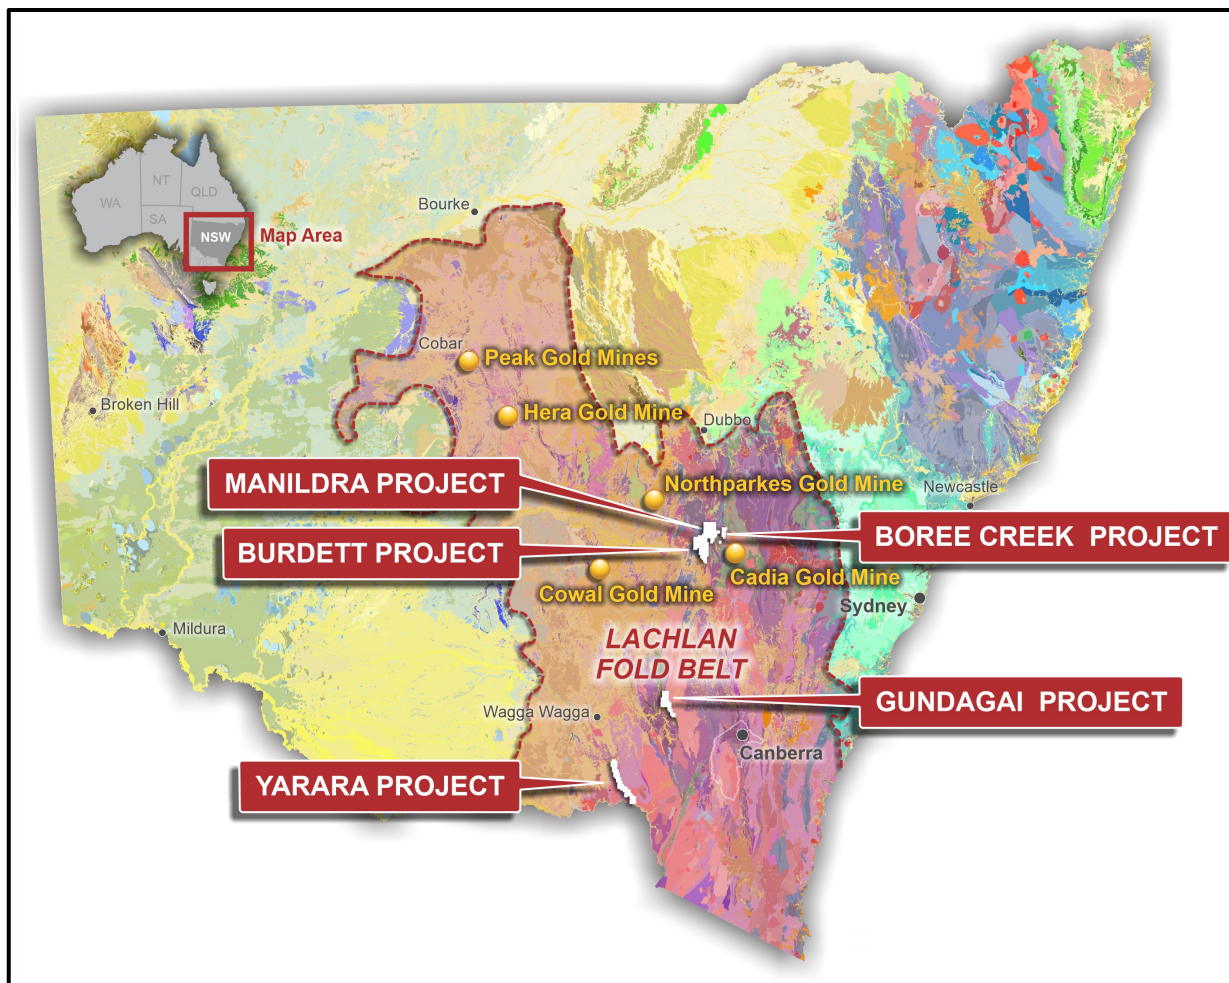 NT
QLD
WA
SA
NSW
Map Area
Bourke
Cobar
Peak Gold Mines
Broken Hill
Hera Gold Mine
Dubbo
MANILDRA PROJECT
Northparkes Gold Mine
Newcastle
BURDETT PROJECT
BOREE CREEK PROJECT
Cowal Gold Mine
Cadia Gold Mine
Sydney
Mildura
LACHLAN
FOLD BELT
Wagga Wagga
GUNDAGAI PROJECT
Canberra
YARARA PROJECT